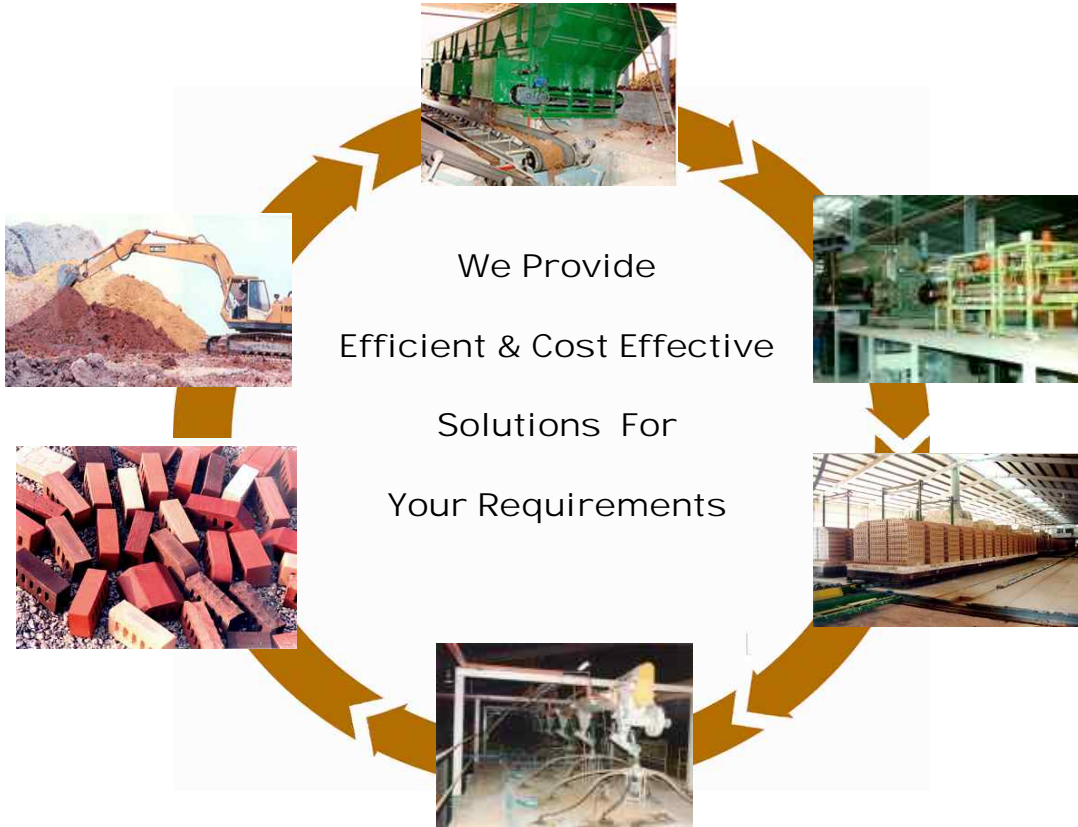 We Provide
Efficient & Cost Effective
Solutions For
Your Requirements